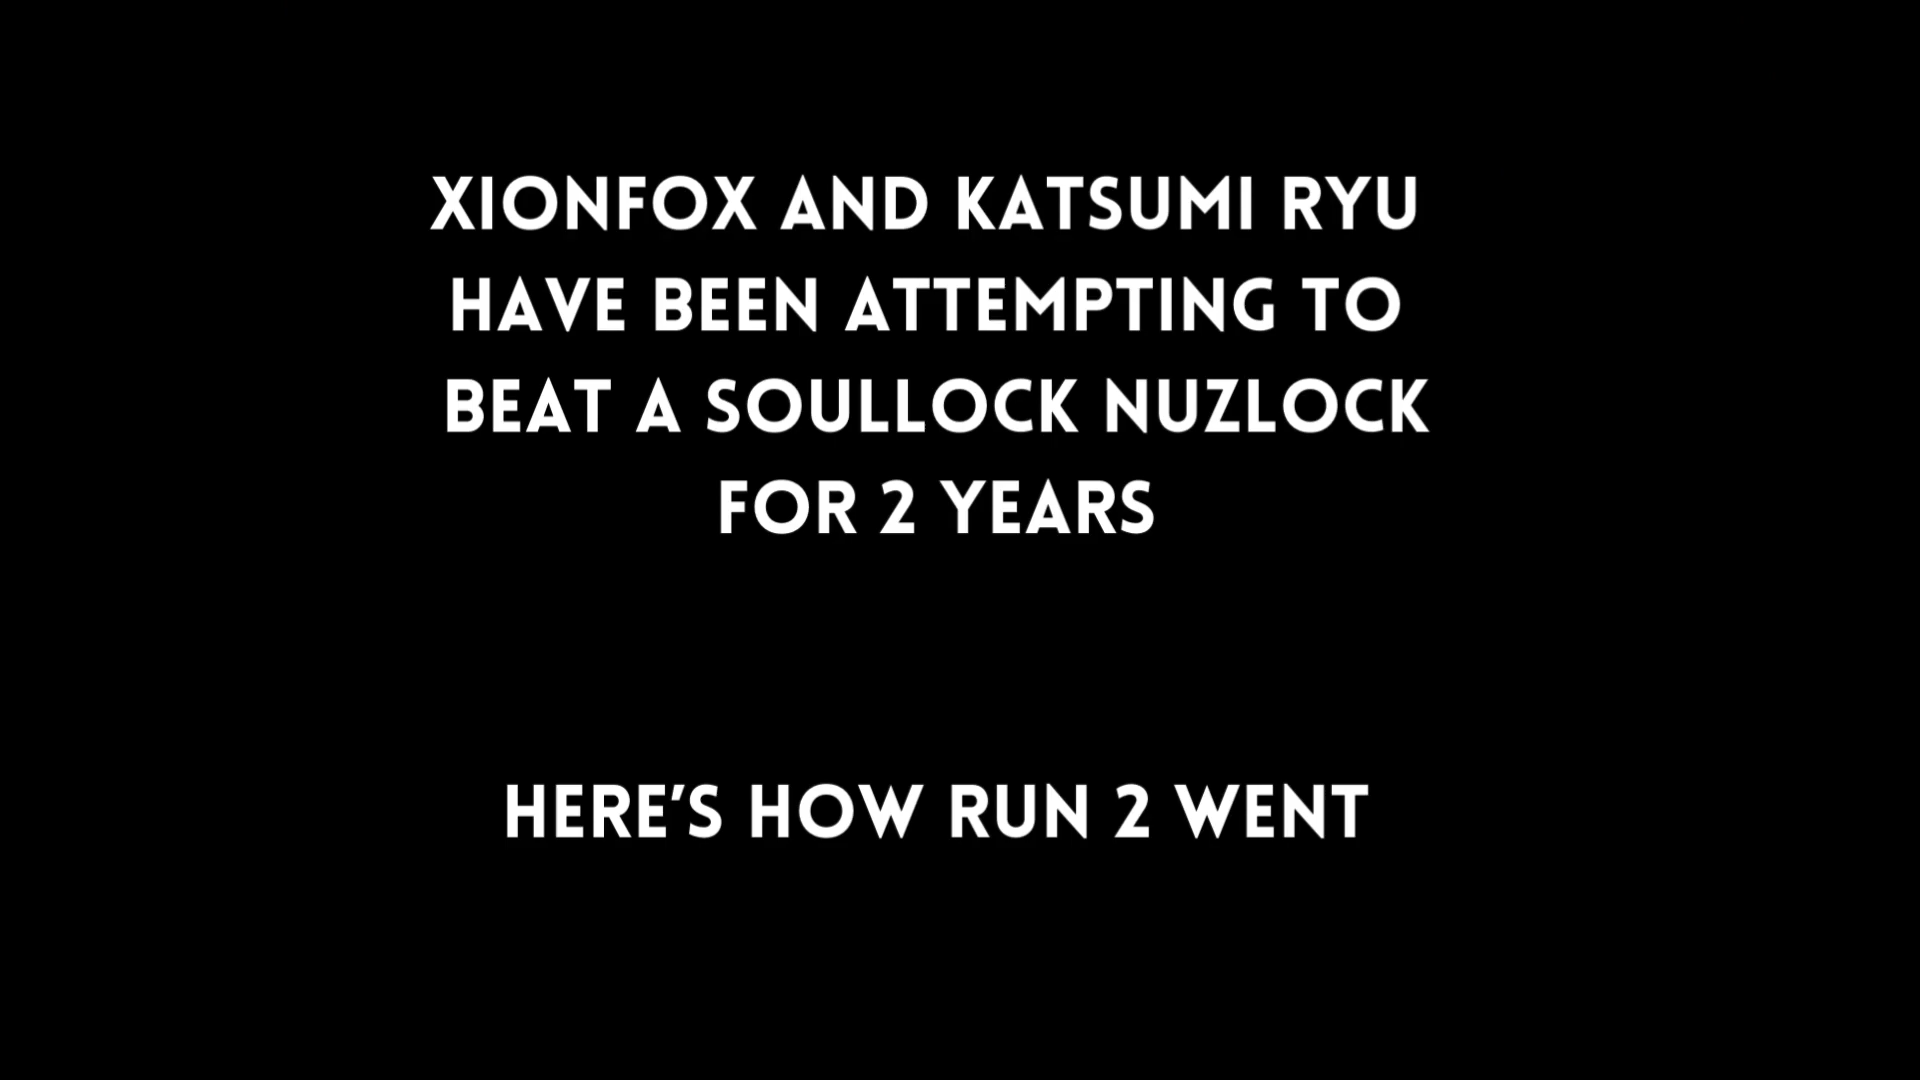 XIONFOX AND KATSUMI RYU
HAVE BEEN ATTEMPTING TO
BEAT A SOULLOCK NUZLOCK
FOR 2 YEARS
HERE'S HOW RUN 2 WENT